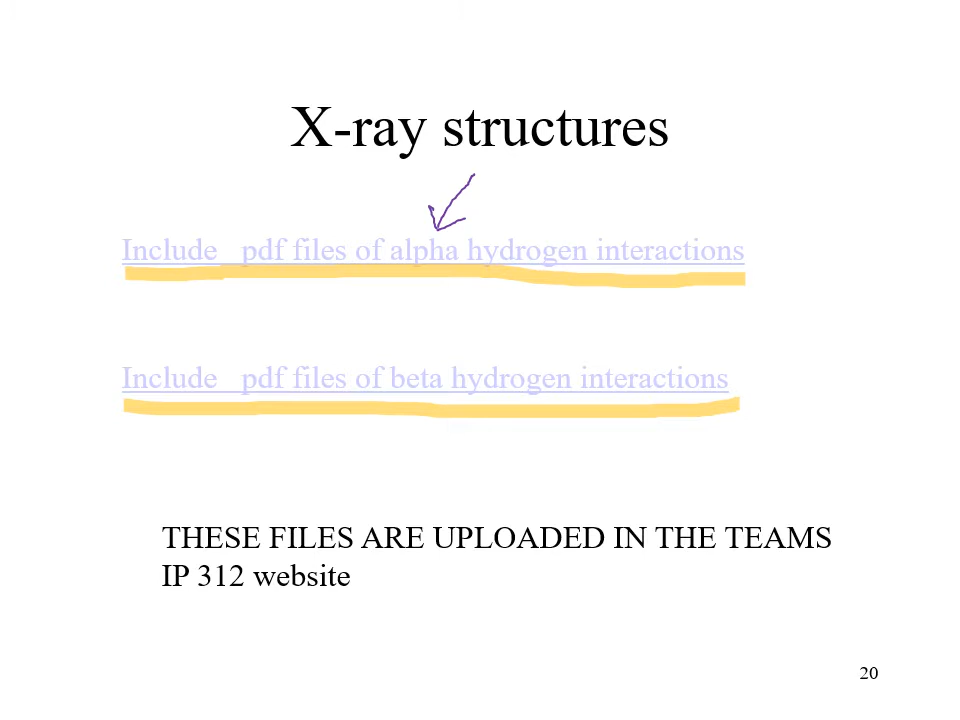 X-ray structures
Include   pdf files of alpha hydrogen interactions
Include   pdf files of beta hydrogen interactions
THESE FILES ARE UPLOADED IN THE TEAMS
IP 312 website
20